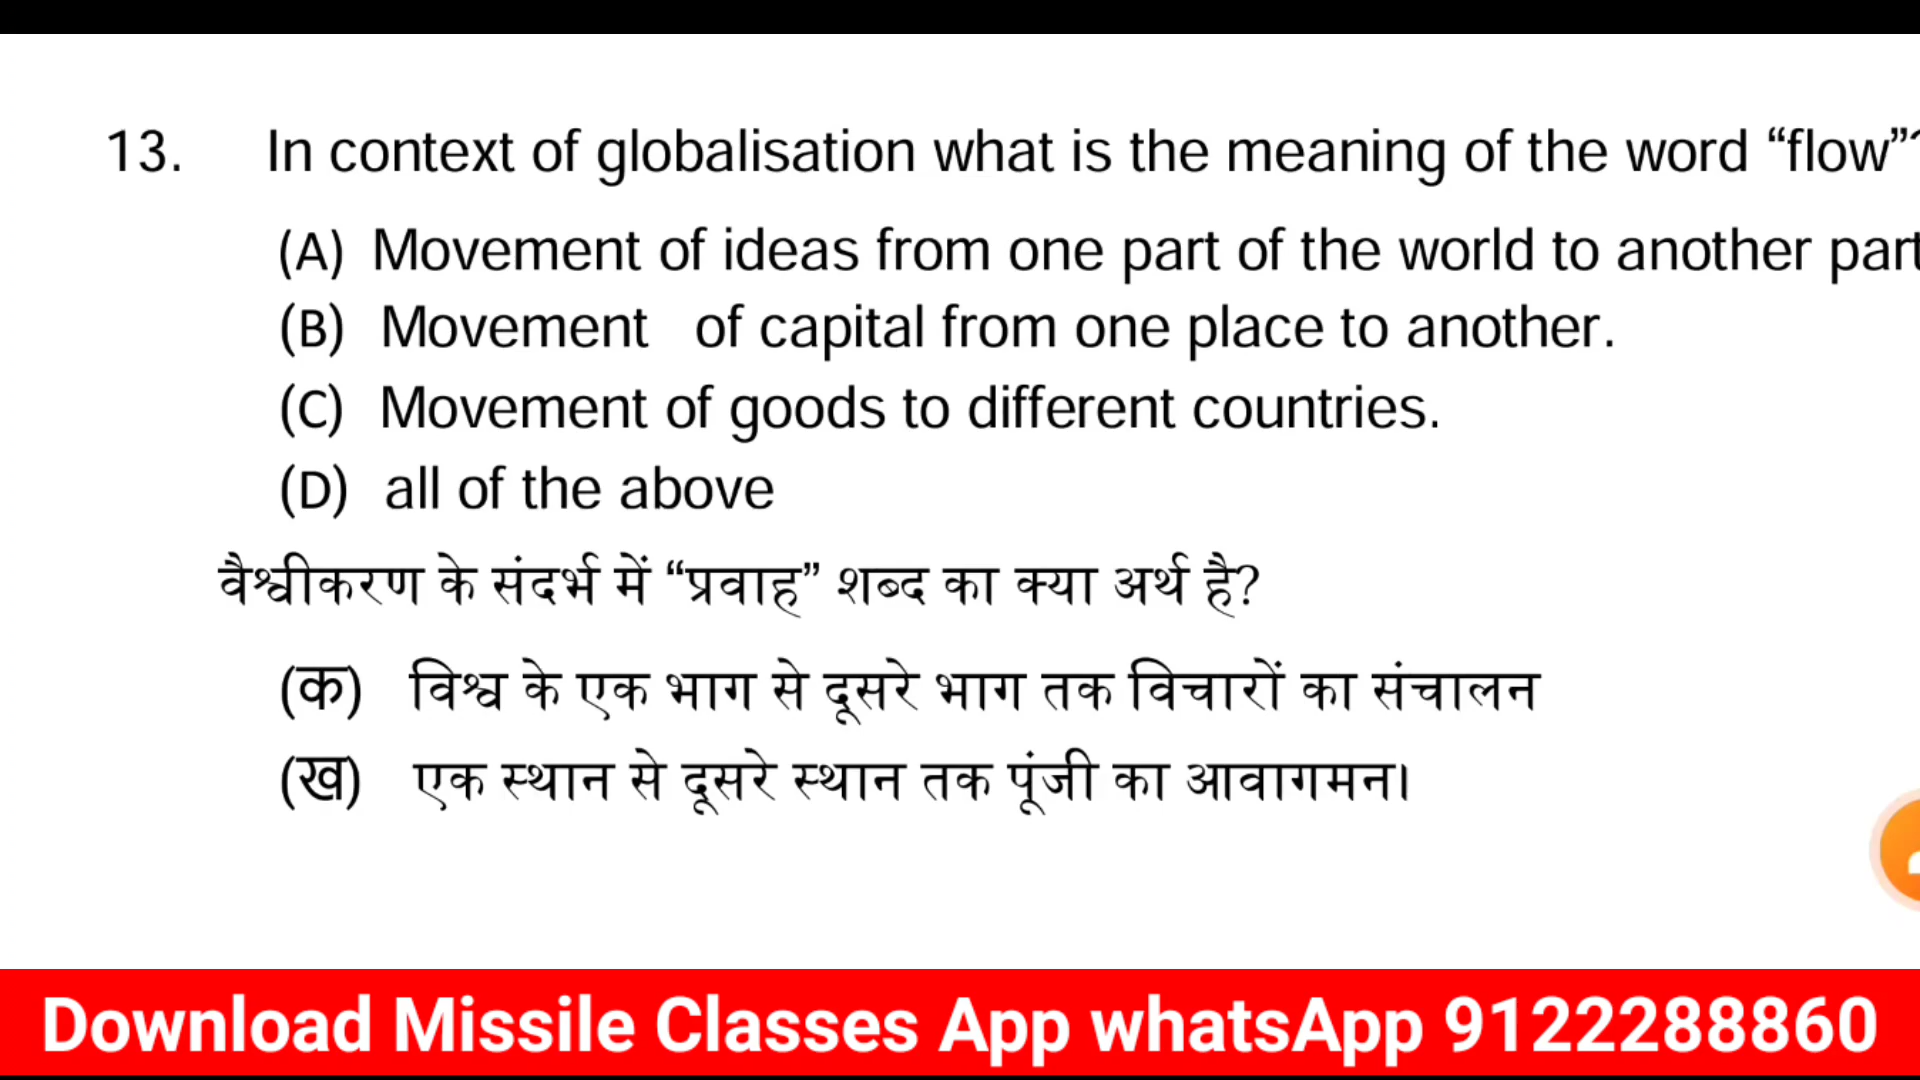 13. In context of globalisation what is the meaning of the word “flow”?
(A) Movement of ideas from one part of the world to another part
(B) Movement of capital from one place to another.
(C) Movement of goods to different countries.
(D) all of the above
वैश्वीकरण के संदर्भ में “प्रवाह” शब्द का क्या अर्थ है?
(क) विश्व के एक भाग से दूसरे भाग तक विचारों का संचालन
(ख) एक स्थान से दूसरे स्थान तक पूंजी का आवागमन।
Download Missile Classes App whatsApp 9122288860